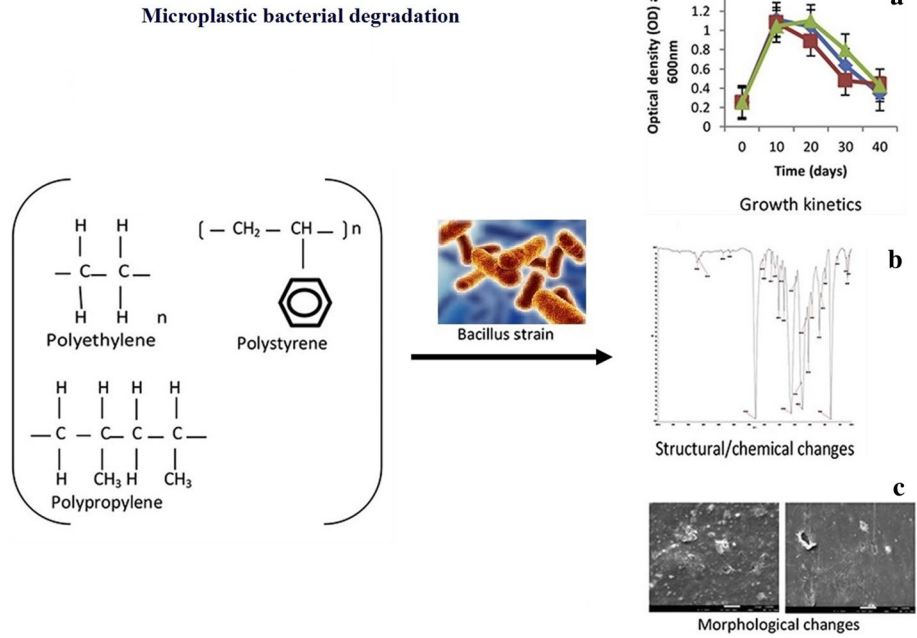 Microplastic bacterial degradation
a
Optical density (OD) a
600nm
1.2
1
0.8
0.6
0.4
0.2
0
0 10 20 30 40
Time (days)
Growth kinetics
H H
– C – C –
H H n
Polyethylene
( – CH₂ – CH – )n
Polystyrene
H H H H
– C – C – C – C –
H CH₃ H CH₃
Polypropylene
Bacillus strain
b
Structural/chemical changes
c
Morphological changes